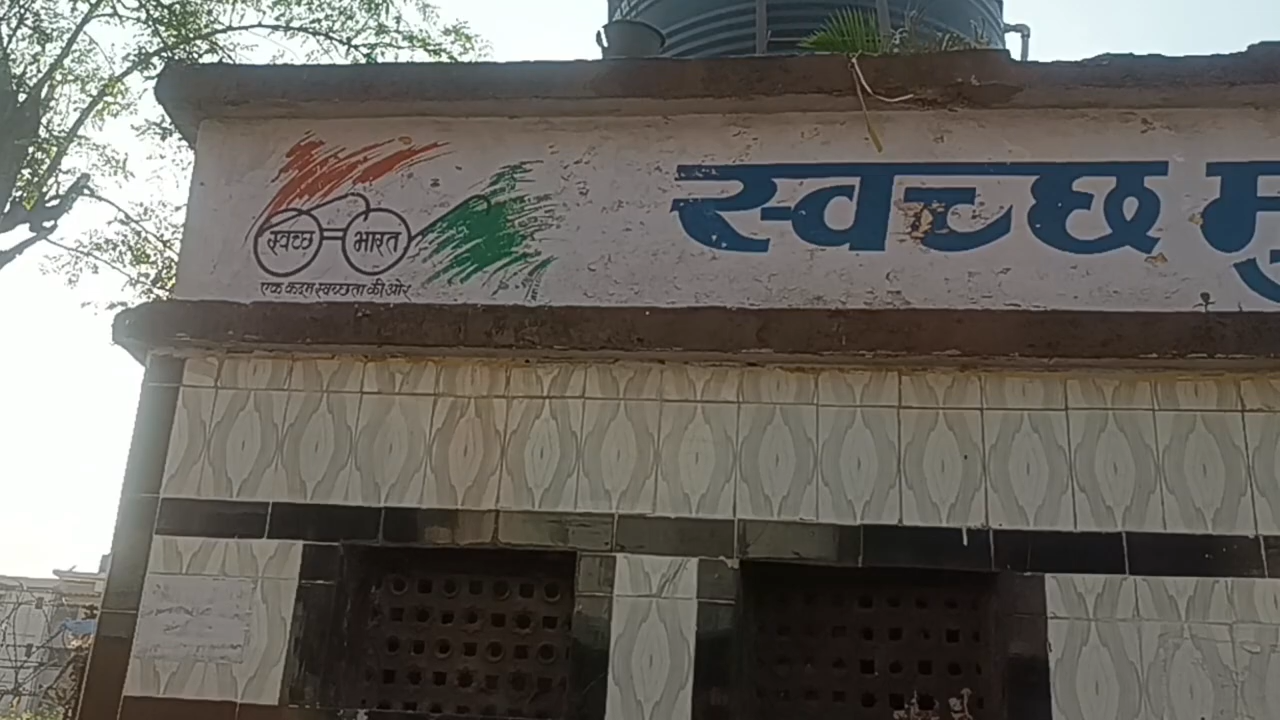 स्वच्छ भारत
एक कदम स्वच्छता की ओर
स्वच्छ